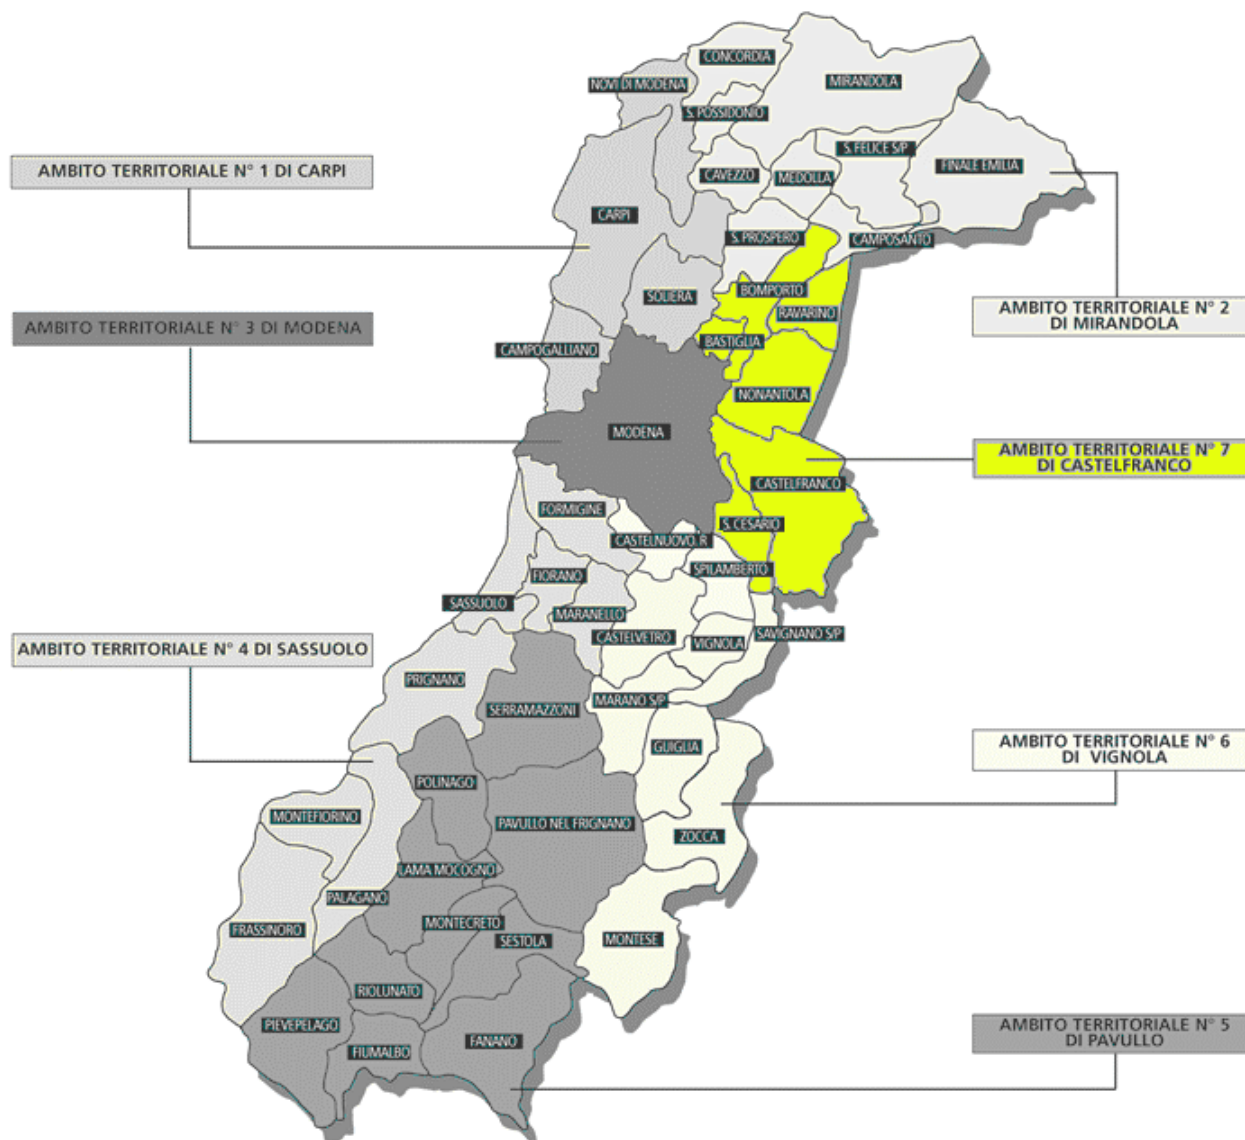 CONCORDIA
MIRANDOLA
NOVI DI MODENA
S. POSSIDONIO
S. FELICE S/P
FINALE EMILIA
AMBITO TERRITORIALE N° 1 DI CARPI
CAVEZZO
MEDOLLA
CARPI
S. PROSPERO
CAMPOSANTO
BOMPORTO
SOLIERA
RAVARINO
AMBITO TERRITORIALE N° 2
DI MIRANDOLA
AMBITO TERRITORIALE N° 3 DI MODENA
BASTIGLIA
CAMPOGALLIANO
NONANTOLA
MODENA
AMBITO TERRITORIALE N° 7
DI CASTELFRANCO
CASTELFRANCO
FORMIGINE
S. CESARIO
CASTELNUOVO. R
SPILAMBERTO
FIORANO
SASSUOLO
MARANELLO
CASTELVETRO
VIGNOLA
SAVIGNANO S/P
AMBITO TERRITORIALE N° 4 DI SASSUOLO
PRIGNANO
SERRAMAZZONI
MARANO S/P
GUIGLIA
AMBITO TERRITORIALE N° 6
DI VIGNOLA
POLINAGO
MONTEFIORINO
PAVULLO NEL FRIGNANO
ZOCCA
LAMA MOCOGNO
PALAGANO
FRASSINORO
MONTECRETO
SESTOLA
MONTESE
RIOLUNATO
PIEVEPELAGO
FIUMALBO
FANANO
AMBITO TERRITORIALE N° 5
DI PAVULLO